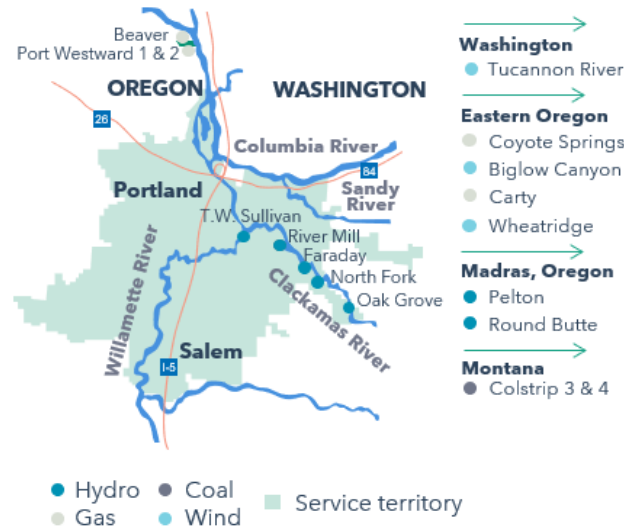 Beaver
Port Westward 1 & 2
OREGON
WASHINGTON
26
Columbia River
84
Portland
Sandy
River
T.W. Sullivan
River Mill
Faraday
North Fork
Oak Grove
Willamette River
Clackamas River
Salem
I-5
Washington
Tucannon River
Eastern Oregon
Coyote Springs
Biglow Canyon
Carty
Wheatridge
Madras, Oregon
Pelton
Round Butte
Montana
Colstrip 3 & 4
Hydro
Coal
Gas
Wind
Service territory